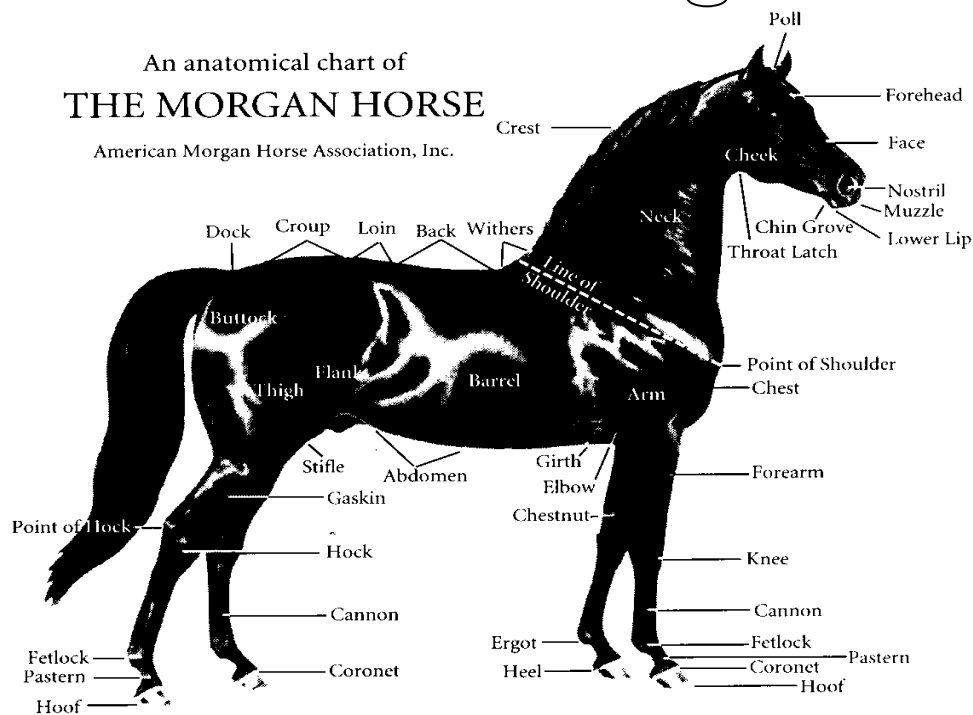 Poll
An anatomical chart of
THE MORGAN HORSE
American Morgan Horse Association, Inc.
Forehead
Crest
Face
Cheek
Nostril
Muzzle
Neck
Chin Grove
Lower Lip
Throat Latch
Dock
Croup
Loin
Back
Withers
Line of
Shoulder
Buttock
Flank
Thigh
Barrel
Arm
Point of Shoulder
Chest
Stifle
Abdomen
Girth
Elbow
Forearm
Gaskin
Chestnut
Point of Hock
Hock
Knee
Cannon
Cannon
Ergot
Fetlock
Fetlock
Pastern
Heel
Coronet
Coronet
Pastern
Hoof
Hoof